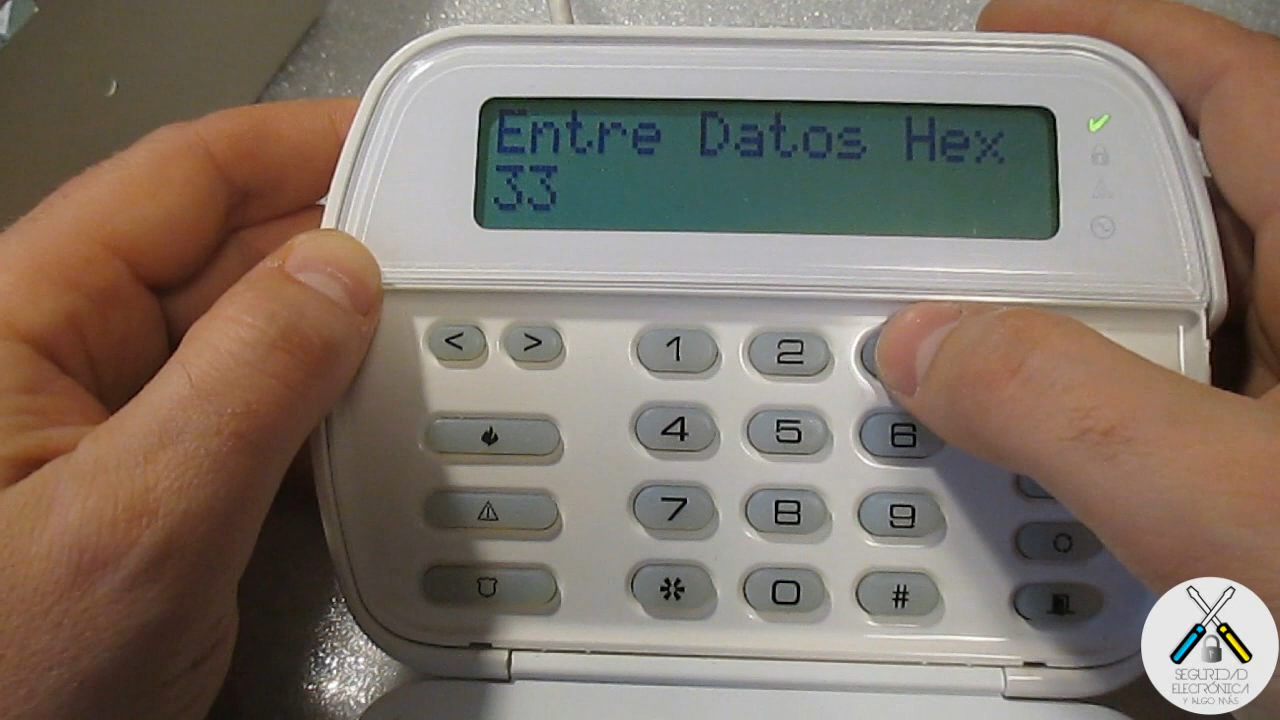 Entre Datos Hex
33
< > 1 2
4 5 6
7 8 9
* 0 #
SEGURIDAD
ELECTRÓNICA
Y ALGO MÁS